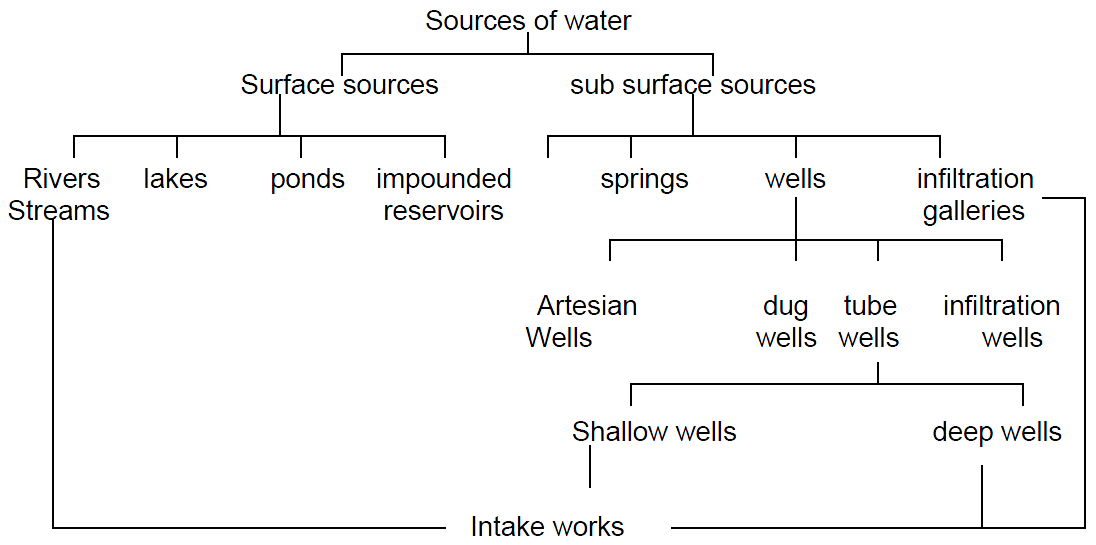 Sources of water
Surface sources
sub surface sources
Rivers
Streams
lakes
ponds
impounded
reservoirs
springs
wells
infiltration
galleries
Artesian
Wells
dug
wells
tube
wells
infiltration
wells
Shallow wells
deep wells
Intake works